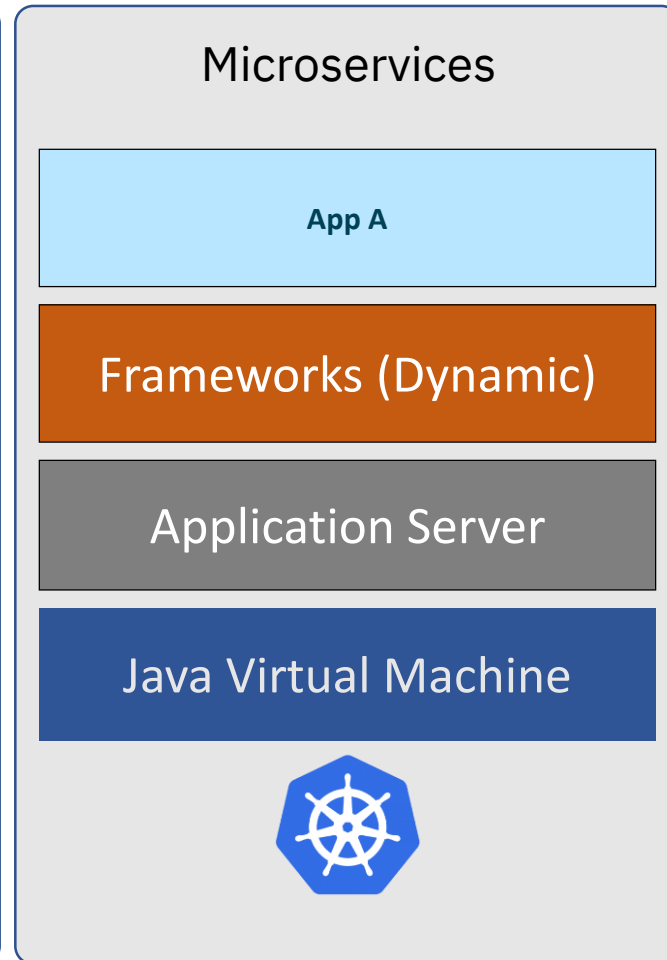 Microservices
App A
Frameworks (Dynamic)
Application Server
Java Virtual Machine